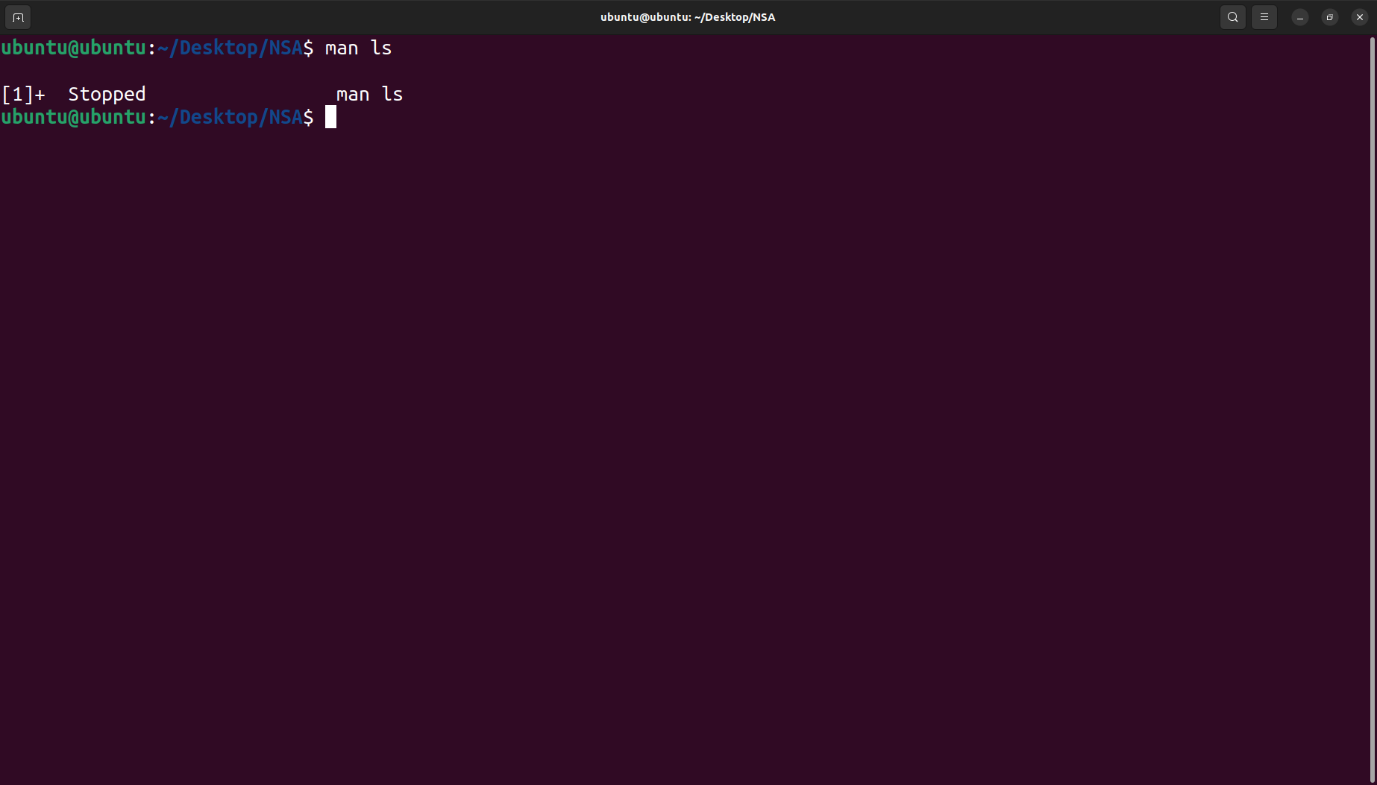 ubuntu@ubuntu: ~/Desktop/NSA
ubuntu@ubuntu:~/Desktop/NSA$ man ls
[1]+  Stopped                 man ls
ubuntu@ubuntu:~/Desktop/NSA$